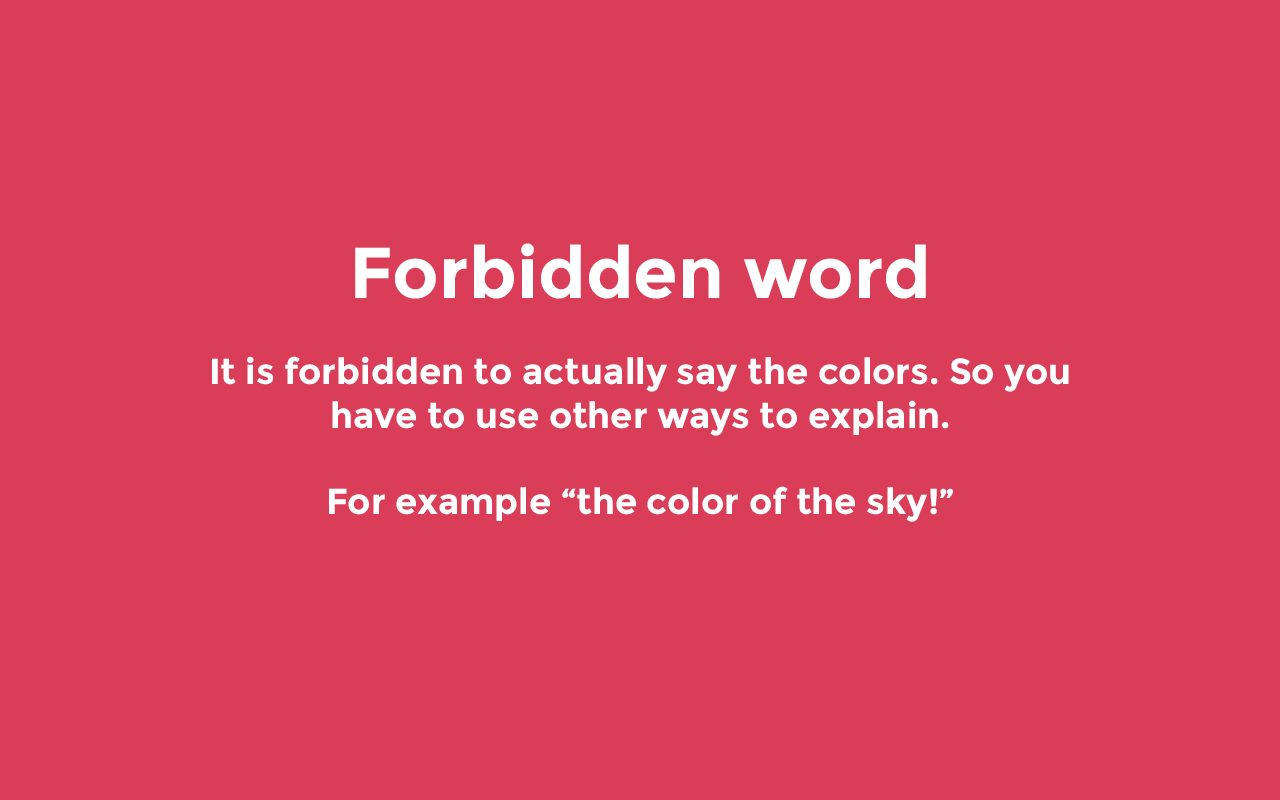 Forbidden word
It is forbidden to actually say the colors. So you
have to use other ways to explain.
For example “the color of the sky!”